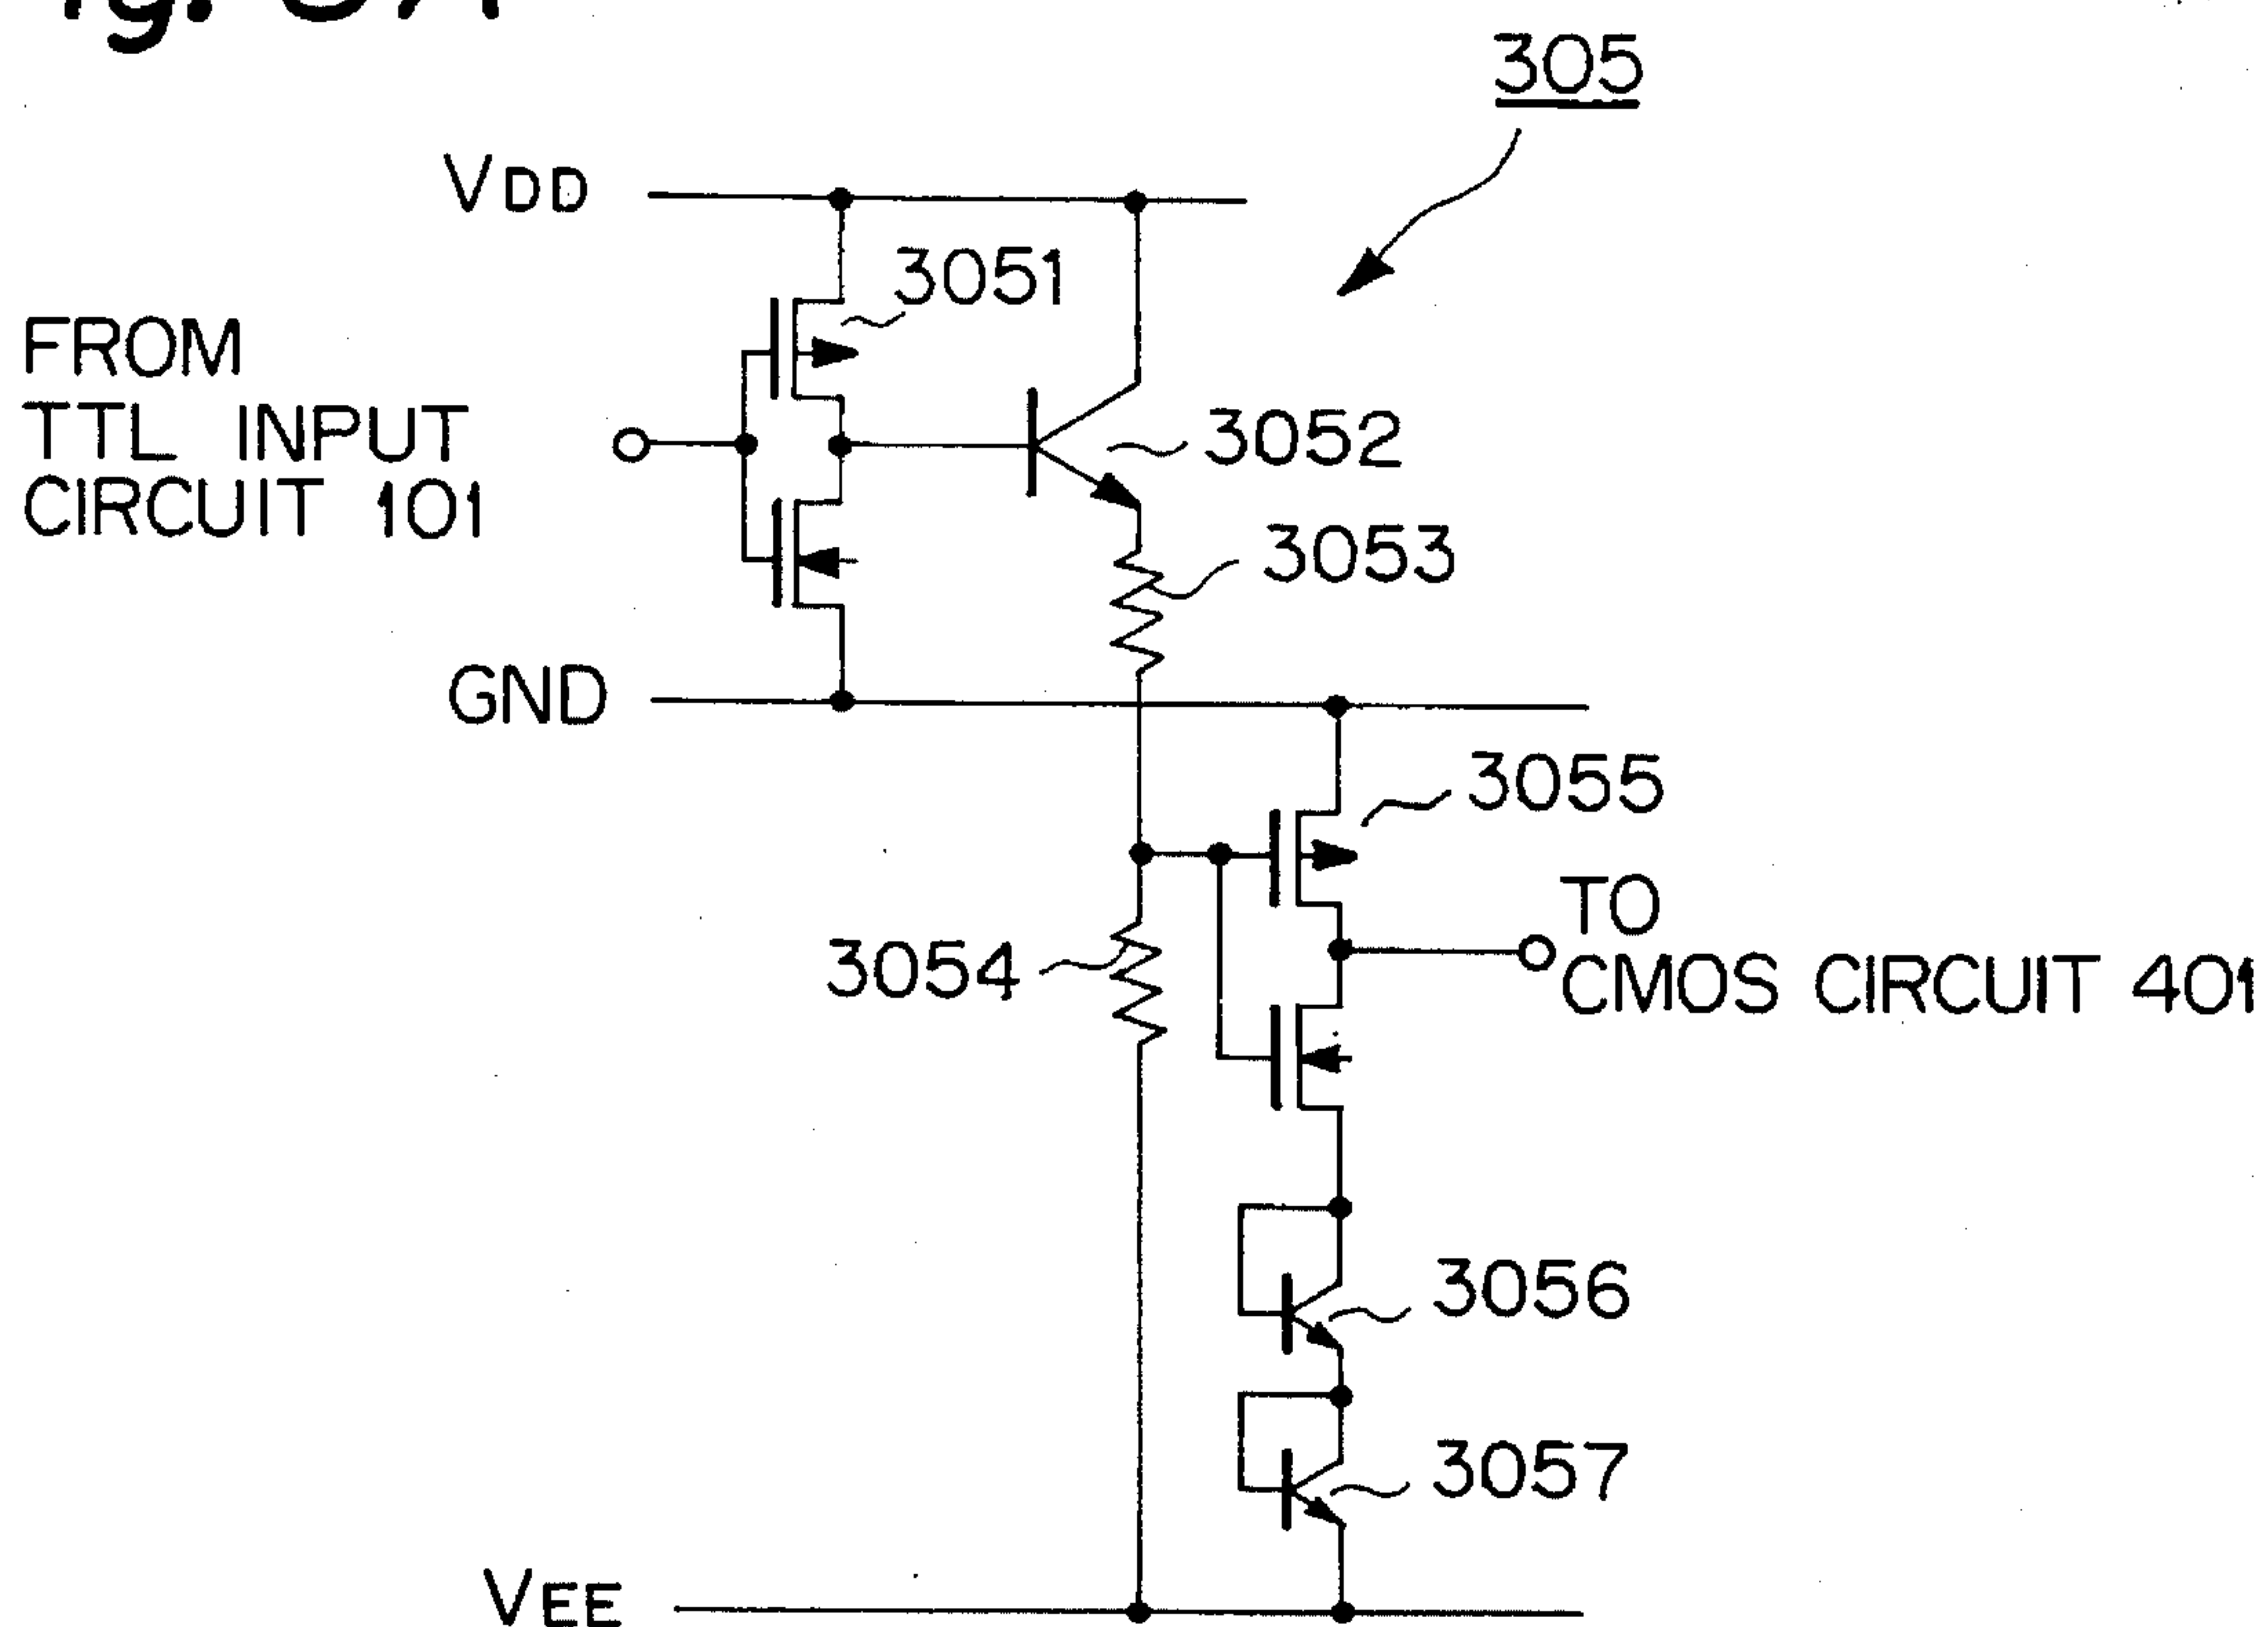 305
VDD
3051
FROM
TTL INPUT
CIRCUIT 101
3052
3053
GND
3055
TO
CMOS CIRCUIT 401
3054
3056
3057
VEE